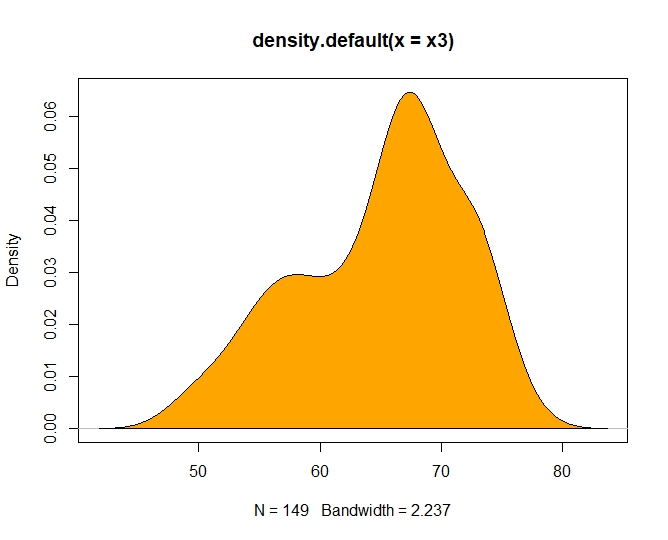 density.default(x = x3)
Density
0.00 0.01 0.02 0.03 0.04 0.05 0.06
50 60 70 80
N = 149 Bandwidth = 2.237